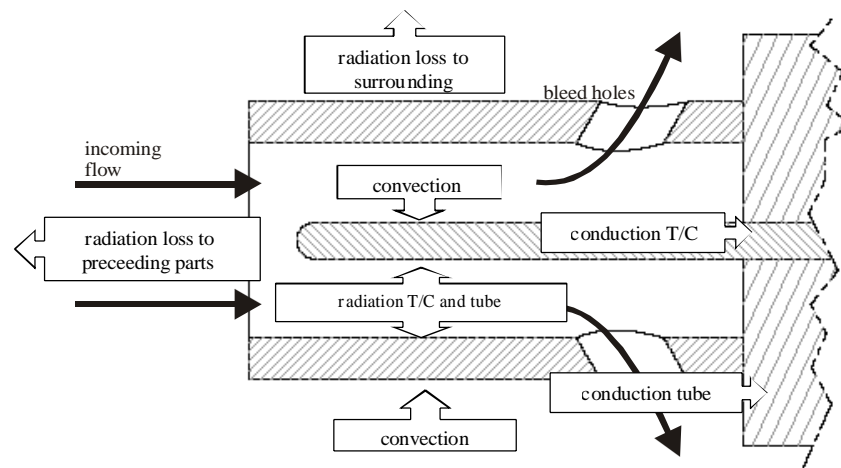 radiation loss to
surrounding
bleed holes
incoming
flow
convection
conduction T/C
radiation loss to
preceeding parts
radiation T/C and tube
conduction tube
convection